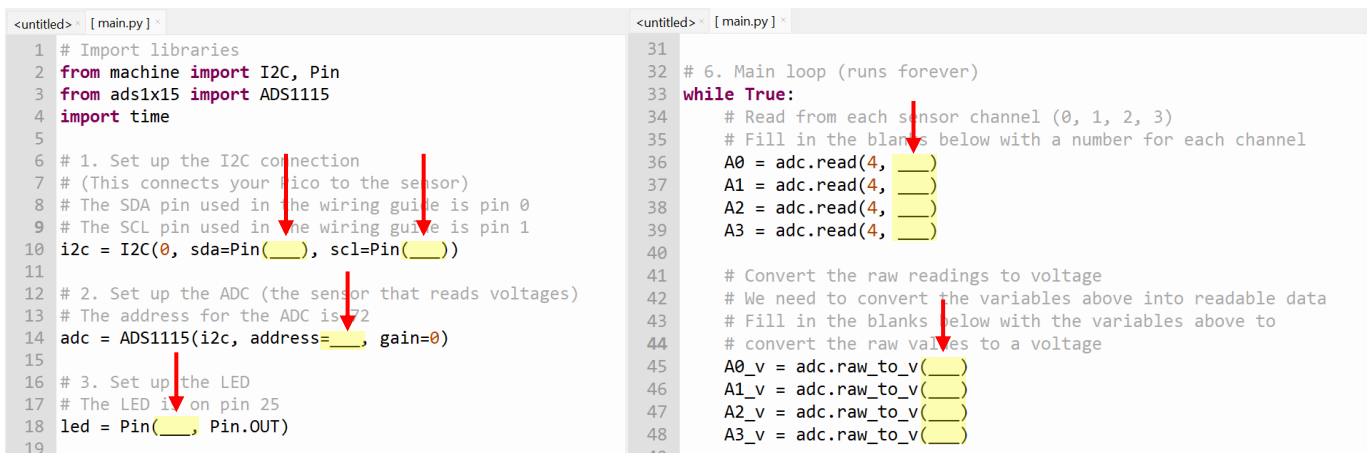 <untitled> × [ main.py ] ×
1 # Import libraries
2 from machine import I2C, Pin
3 from ads1x15 import ADS1115
4 import time
5
6 # 1. Set up the I2C connection
7 # (This connects your Pico to the sensor)
8 # The SDA pin used in the wiring guide is pin 0
9 # The SCL pin used in the wiring guide is pin 1
10 i2c = I2C(0, sda=Pin(___), scl=Pin(___))
11
12 # 2. Set up the ADC (the sensor that reads voltages)
13 # The address for the ADC is 72
14 adc = ADS1115(i2c, address=___, gain=0)
15
16 # 3. Set up the LED
17 # The LED is on pin 25
18 led = Pin(___, Pin.OUT)
19
<untitled> × [ main.py ] ×
31
32 # 6. Main loop (runs forever)
33 while True:
34 # Read from each sensor channel (0, 1, 2, 3)
35 # Fill in the blanks below with a number for each channel
36 A0 = adc.read(4, ___)
37 A1 = adc.read(4, ___)
38 A2 = adc.read(4, ___)
39 A3 = adc.read(4, ___)
40
41 # Convert the raw readings to voltage
42 # We need to convert the variables above into readable data
43 # Fill in the blanks below with the variables above to
44 # convert the raw values to a voltage
45 A0_v = adc.raw_to_v(___)
46 A1_v = adc.raw_to_v(___)
47 A2_v = adc.raw_to_v(___)
48 A3_v = adc.raw_to_v(___)